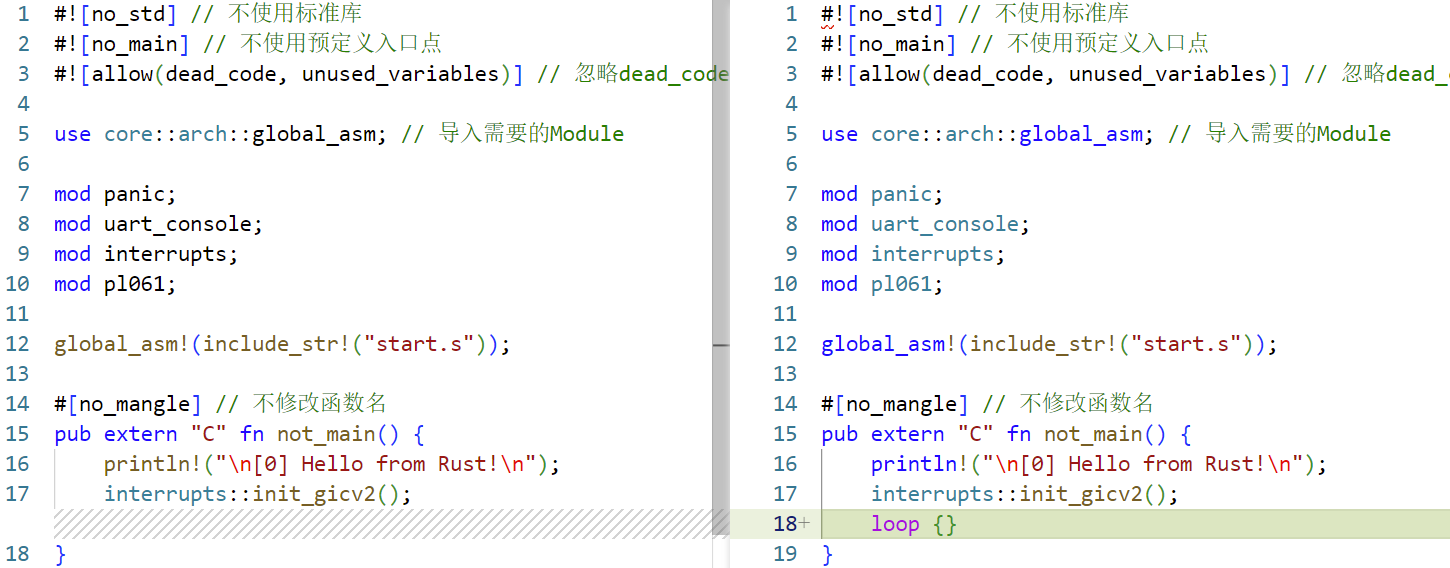 1 #![no_std] // 不使用标准库
2 #![no_main] // 不使用预定义入口点
3 #![allow(dead_code, unused_variables)] // 忽略dead_code
4
5 use core::arch::global_asm; // 导入需要的Module
6
7 mod panic;
8 mod uart_console;
9 mod interrupts;
10 mod pl061;
11
12 global_asm!(include_str!("start.s"));
13
14 #[no_mangle] // 不修改函数名
15 pub extern "C" fn not_main() {
16 println!("\n[0] Hello from Rust!\n");
17 interrupts::init_gicv2();
18 }
1 #![no_std] // 不使用标准库
2 #![no_main] // 不使用预定义入口点
3 #![allow(dead_code, unused_variables)] // 忽略dead_
4
5 use core::arch::global_asm; // 导入需要的Module
6
7 mod panic;
8 mod uart_console;
9 mod interrupts;
10 mod pl061;
11
12 global_asm!(include_str!("start.s"));
13
14 #[no_mangle] // 不修改函数名
15 pub extern "C" fn not_main() {
16 println!("\n[0] Hello from Rust!\n");
17 interrupts::init_gicv2();
18+ loop {}
19 }